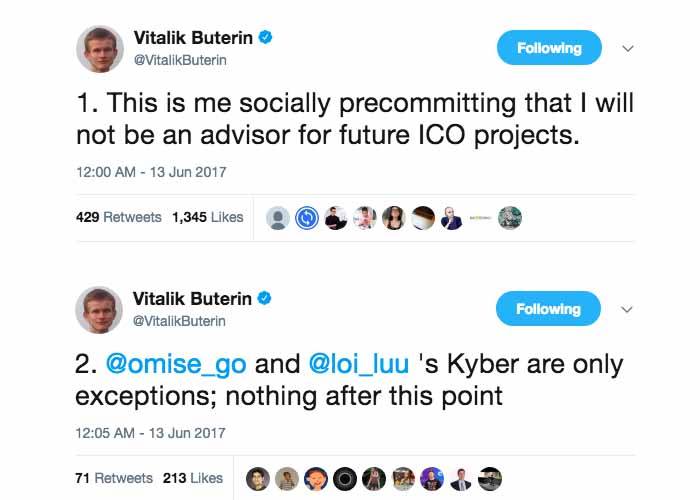 Vitalik Buterin
@VitalikButerin
Following
1. This is me socially precommitting that I will
not be an advisor for future ICO projects.
12:00 AM - 13 Jun 2017
429 Retweets 1,345 Likes
Vitalik Buterin
@VitalikButerin
Following
2. @omise_go and @loi_luu 's Kyber are only
exceptions; nothing after this point
12:05 AM - 13 Jun 2017
71 Retweets 213 Likes